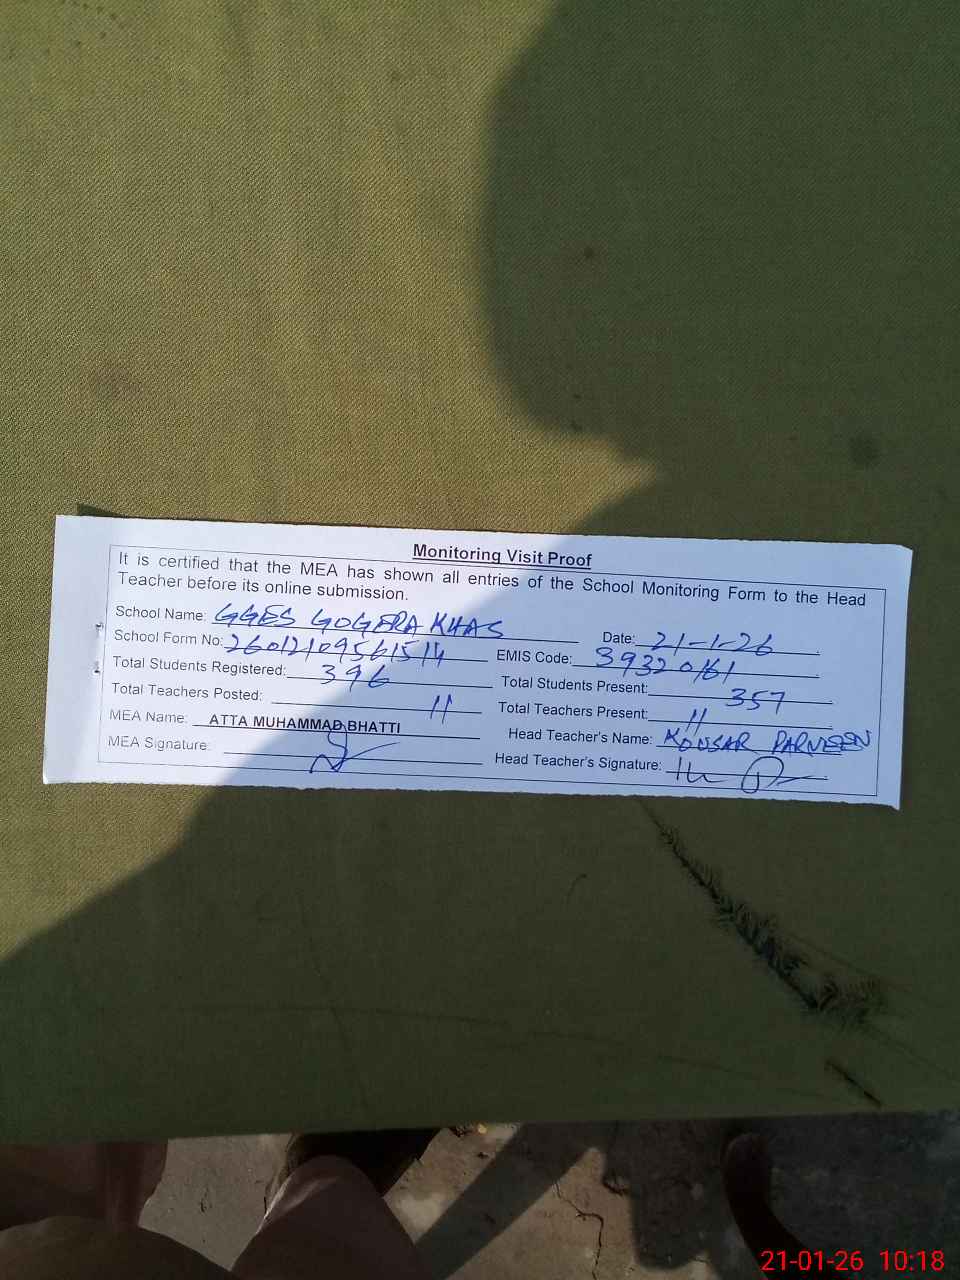 Monitoring Visit Proof
It is certified that the MEA has shown all entries of the School Monitoring Form to the Head
Teacher before its online submission.
School Name: GGES GOGERA KHAS
Date: 21-1-26
School Form No: 26012109561514
EMIS Code: 39320161
Total Students Registered: 396
Total Students Present: 357
Total Teachers Posted: 11
Total Teachers Present: 11
MEA Name: ATTA MUHAMMAD BHATTI
Head Teacher's Name: KOUSAR PARVEEN
MEA Signature:
Head Teacher's Signature:
21-01-26 10:18